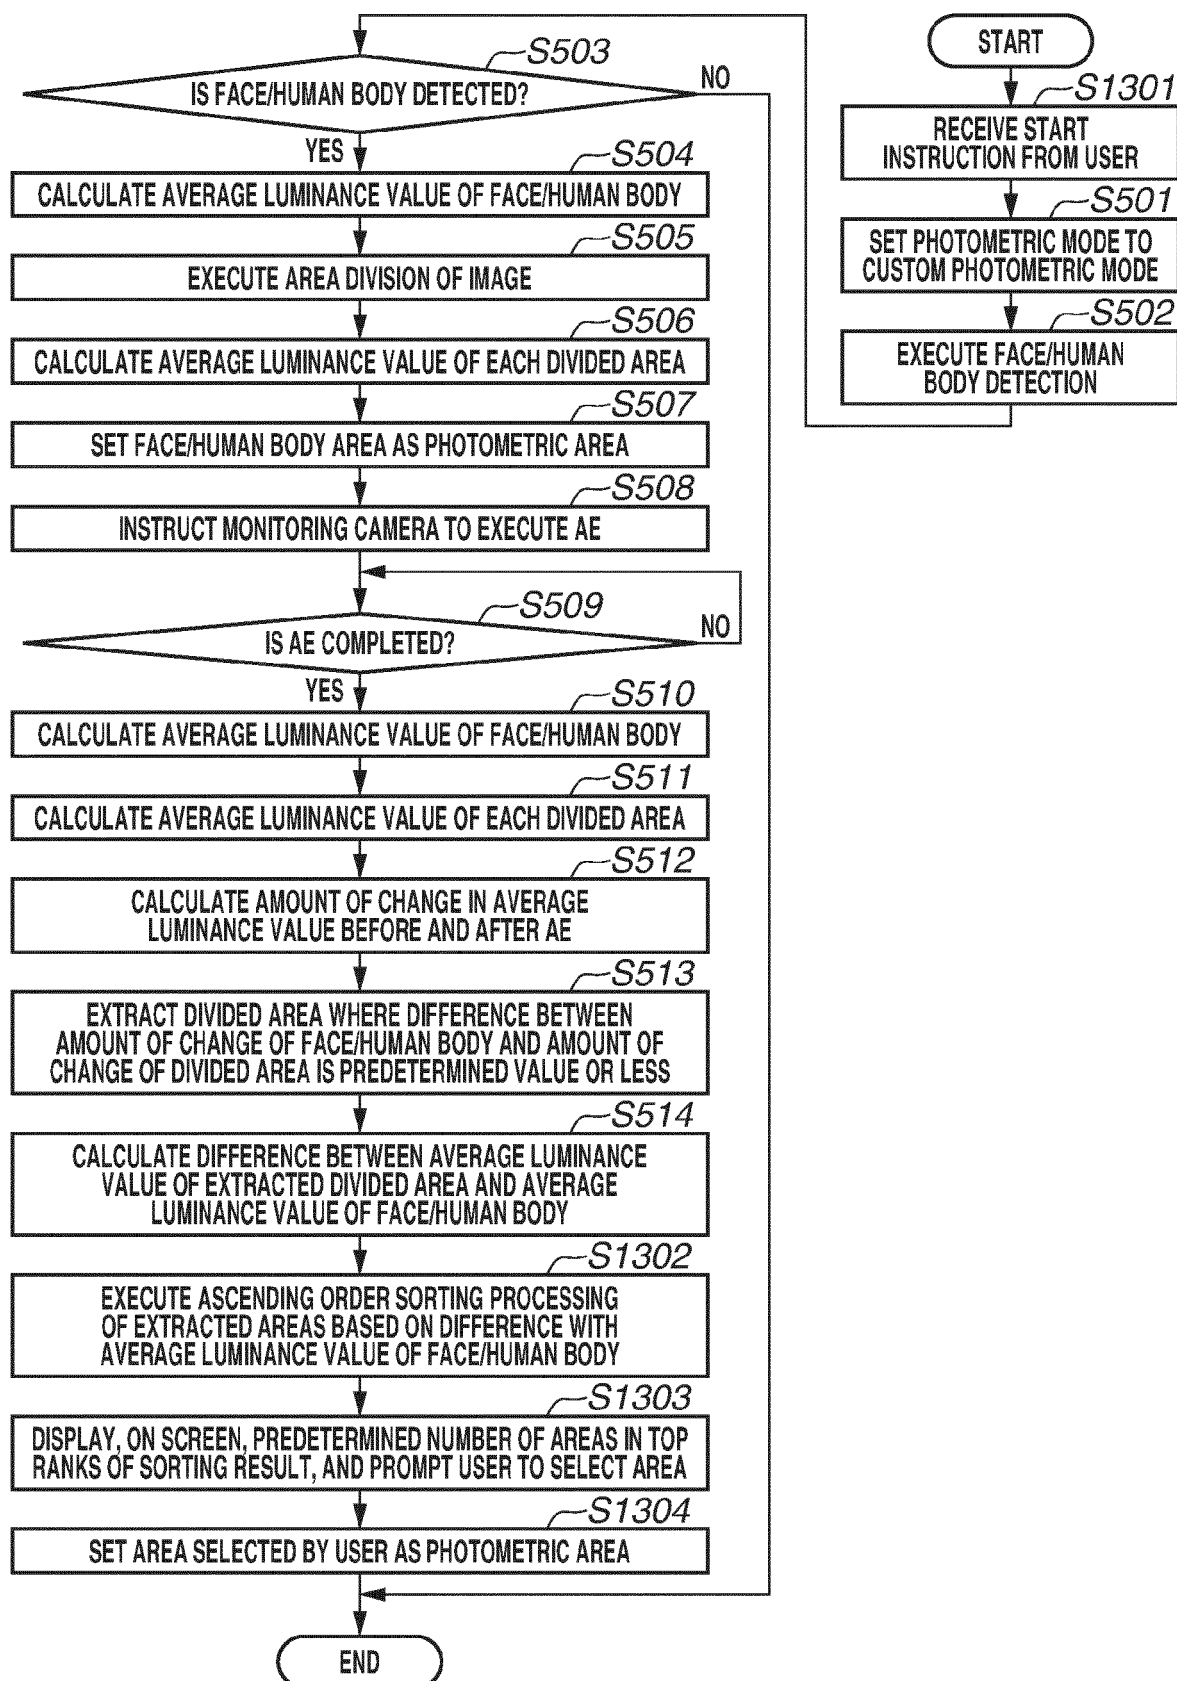 START
S1301
RECEIVE START
INSTRUCTION FROM USER
S501
SET PHOTOMETRIC MODE TO
CUSTOM PHOTOMETRIC MODE
S502
EXECUTE FACE/HUMAN
BODY DETECTION
S503
IS FACE/HUMAN BODY DETECTED?
NO
YES
S504
CALCULATE AVERAGE LUMINANCE VALUE OF FACE/HUMAN BODY
S505
EXECUTE AREA DIVISION OF IMAGE
S506
CALCULATE AVERAGE LUMINANCE VALUE OF EACH DIVIDED AREA
S507
SET FACE/HUMAN BODY AREA AS PHOTOMETRIC AREA
S508
INSTRUCT MONITORING CAMERA TO EXECUTE AE
S509
IS AE COMPLETED?
NO
YES
S510
CALCULATE AVERAGE LUMINANCE VALUE OF FACE/HUMAN BODY
S511
CALCULATE AVERAGE LUMINANCE VALUE OF EACH DIVIDED AREA
S512
CALCULATE AMOUNT OF CHANGE IN AVERAGE
LUMINANCE VALUE BEFORE AND AFTER AE
S513
EXTRACT DIVIDED AREA WHERE DIFFERENCE BETWEEN
AMOUNT OF CHANGE OF FACE/HUMAN BODY AND AMOUNT OF
CHANGE OF DIVIDED AREA IS PREDETERMINED VALUE OR LESS
S514
CALCULATE DIFFERENCE BETWEEN AVERAGE LUMINANCE
VALUE OF EXTRACTED DIVIDED AREA AND AVERAGE
LUMINANCE VALUE OF FACE/HUMAN BODY
S1302
EXECUTE ASCENDING ORDER SORTING PROCESSING
OF EXTRACTED AREAS BASED ON DIFFERENCE WITH
AVERAGE LUMINANCE VALUE OF FACE/HUMAN BODY
S1303
DISPLAY, ON SCREEN, PREDETERMINED NUMBER OF AREAS IN TOP
RANKS OF SORTING RESULT, AND PROMPT USER TO SELECT AREA
S1304
SET AREA SELECTED BY USER AS PHOTOMETRIC AREA
END